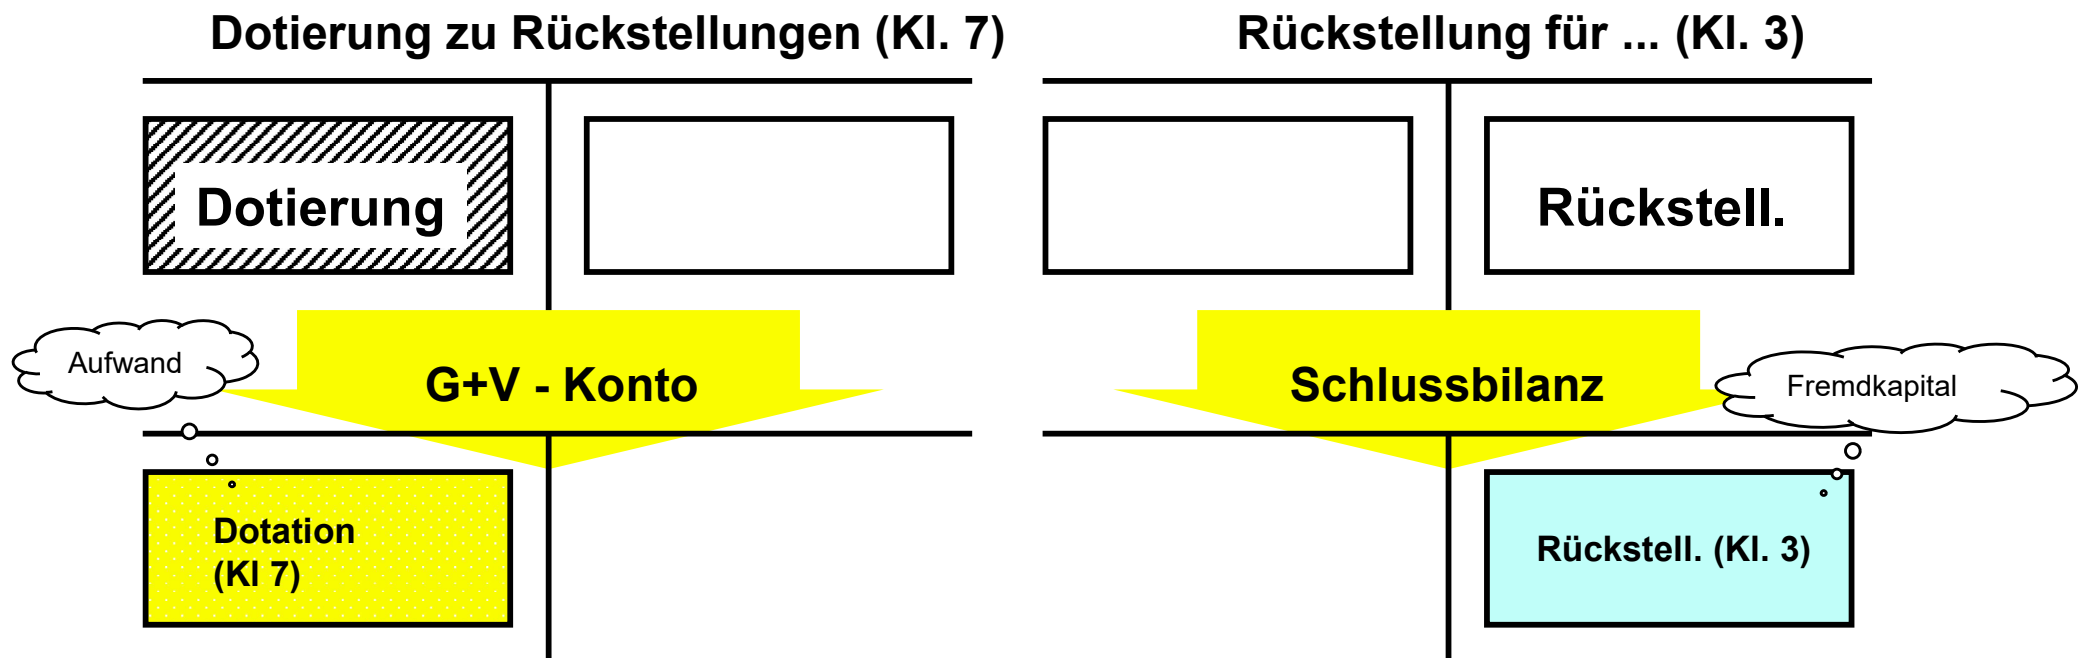 Dotierung zu Rückstellungen (Kl. 7)
Rückstellung für ... (Kl. 3)
Dotierung
Rückstell.
Aufwand
G+V - Konto
Schlussbilanz
Fremdkapital
Dotation
(Kl 7)
Rückstell. (Kl. 3)